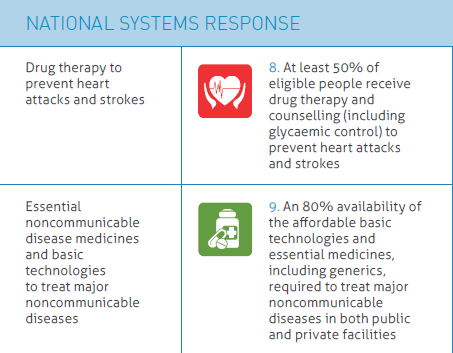 NATIONAL SYSTEMS RESPONSE
Drug therapy to
prevent heart
attacks and strokes
8. At least 50% of
eligible people receive
drug therapy and
counselling (including
glycaemic control) to
prevent heart attacks
and strokes
Essential
noncommunicable
disease medicines
and basic
technologies
to treat major
noncommunicable
diseases
9. An 80% availability of
the affordable basic
technologies and
essential medicines,
including generics,
required to treat major
noncommunicable
diseases in both public
and private facilities